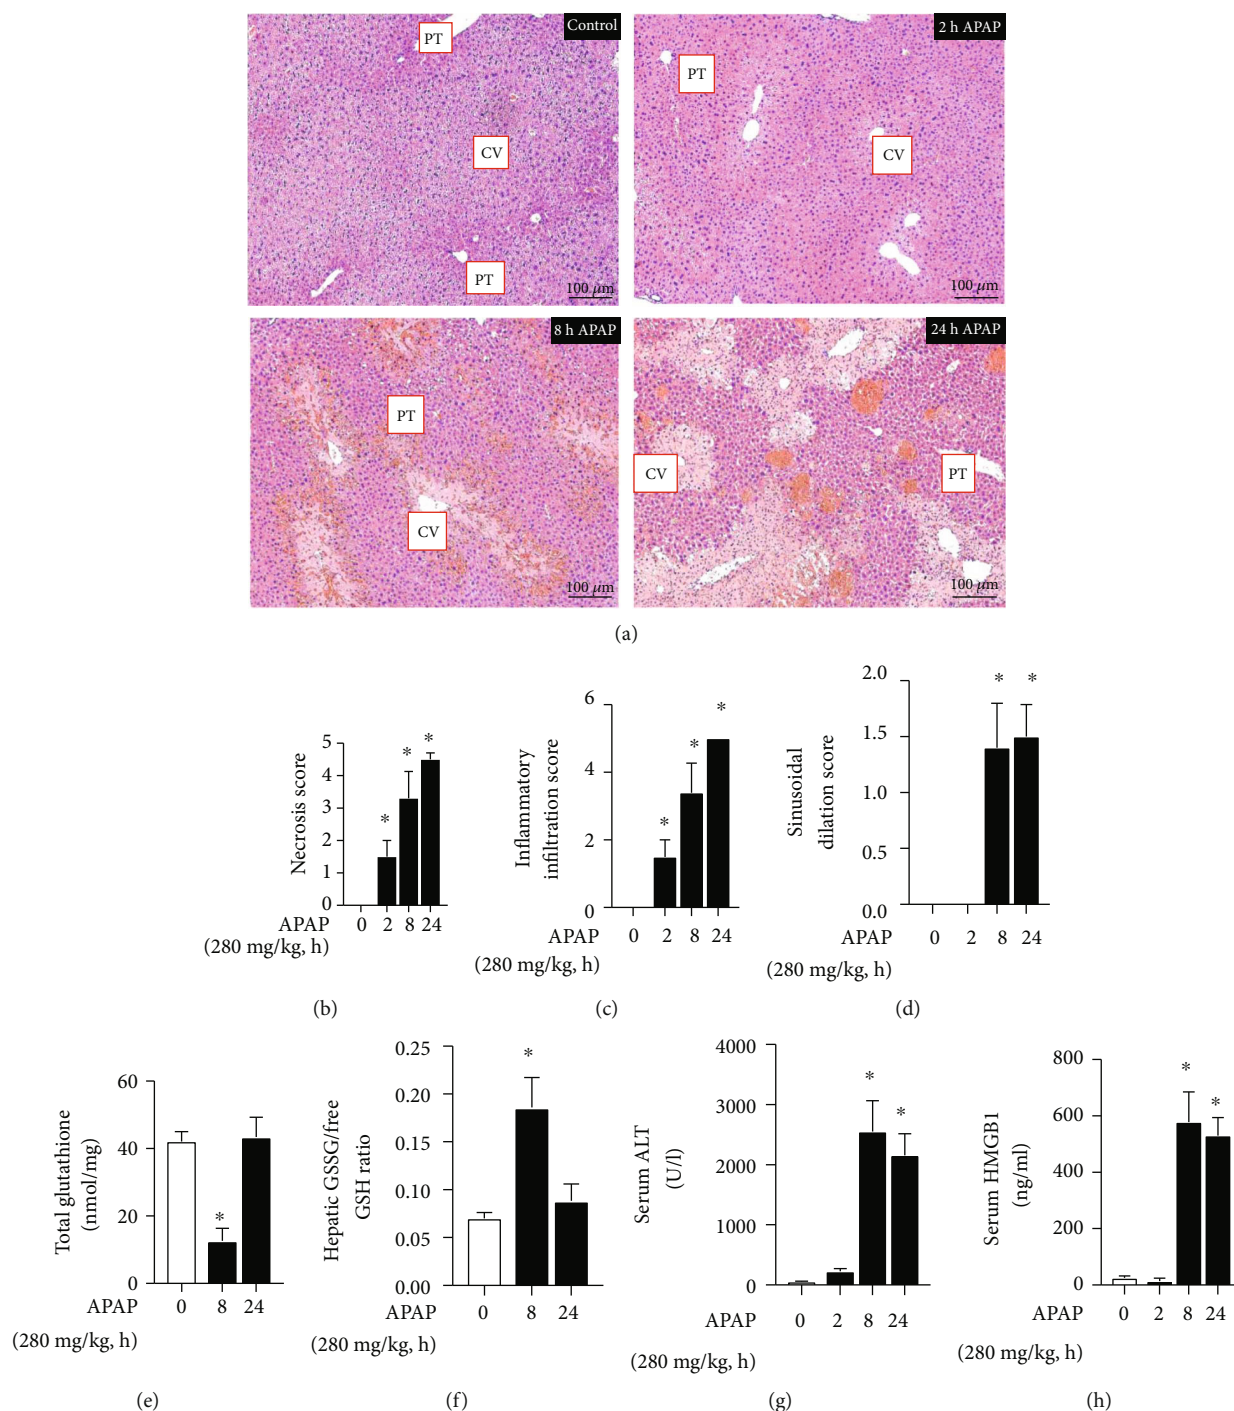 Control
PT
CV
PT
100 µm
2 h APAP
PT
CV
100 µm
8 h APAP
PT
CV
100 µm
24 h APAP
CV
PT
100 µm
(a)
Necrosis score
5
4
3
2
1
0
* * *
APAP 0 2 8 24
(280 mg/kg, h)
(b)
Inflammatory
infiltration score
6
4
2
0
* * *
APAP 0 2 8 24
(280 mg/kg, h)
(c)
Sinusoidal
dilation score
2.0
1.5
1.0
0.5
0.0
* *
APAP 0 2 8 24
(280 mg/kg, h)
(d)
Total glutathione
(nmol/mg)
60
40
20
0
*
APAP 0 8 24
(280 mg/kg, h)
(e)
Hepatic GSSG/free
GSH ratio
0.25
0.20
0.15
0.10
0.05
0.00
*
APAP 0 8 24
(280 mg/kg, h)
(f)
Serum ALT
(U/l)
4000
3000
2000
1000
0
* *
APAP 0 2 8 24
(280 mg/kg, h)
(g)
Serum HMGB1
(ng/ml)
800
600
400
200
0
* *
APAP 0 2 8 24
(280 mg/kg, h)
(h)